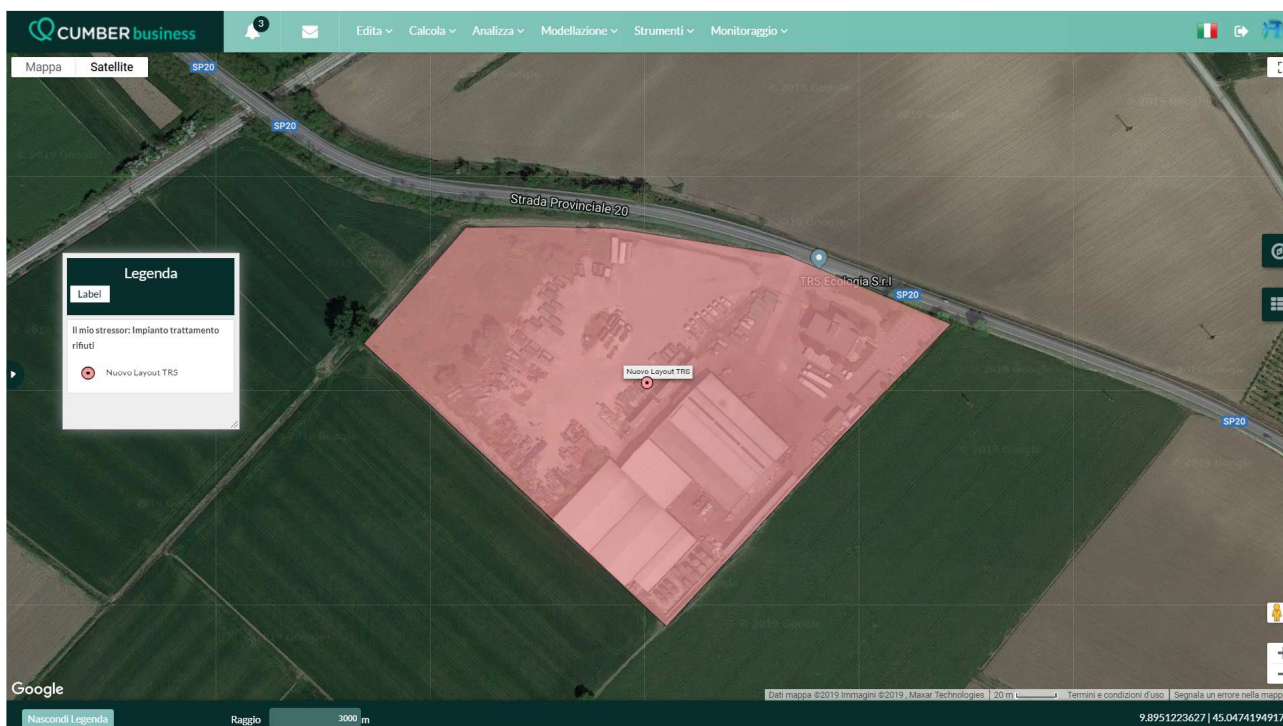 CUMBER business
3
Edita
Calcola
Analizza
Modellazione
Strumenti
Monitoraggio
Mappa
Satellite
SP20
SP20
© 2019 Google
Strada Provinciale 20
TRS Ecologia S.r.l
SP20
Legenda
Label
Il mio stressor: Impianto trattamento
rifiuti
Nuovo Layout TRS
Nuovo Layout TRS
SP20
Google
Dati mappa ©2019 Immagini ©2019 , Maxar Technologies
20 m
Termini e condizioni d'uso
Segnala un errore nella mapp
Nascondi Legenda
Raggio
3000 m
9.8951223627 | 45.0474194917